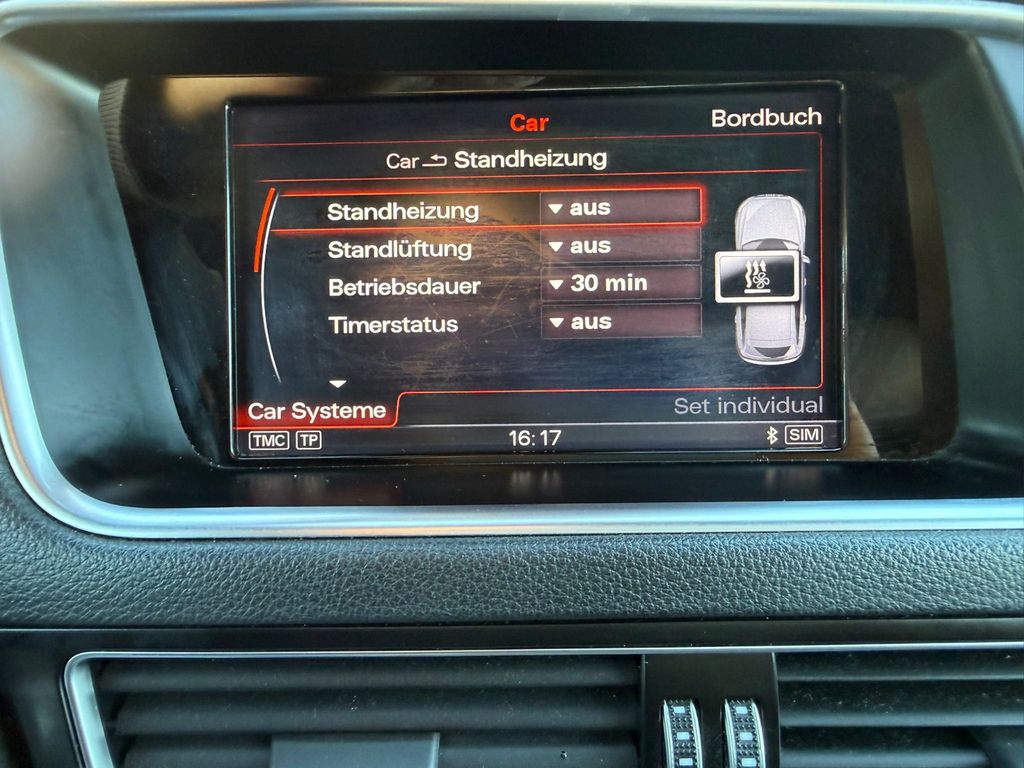 Car
Bordbuch
Car Standheizung
Standheizung aus
Standlüftung aus
Betriebsdauer 30 min
Timerstatus aus
Car Systeme
Set individual
TMC TP
16:17
SIM